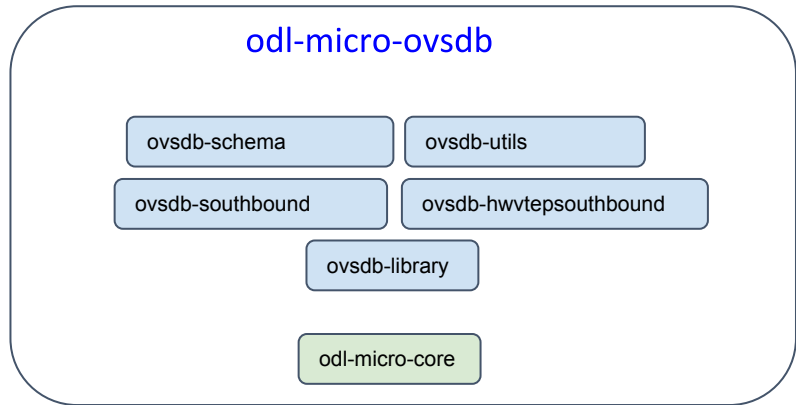 odl-micro-ovsdb
ovsdb-schema
ovsdb-utils
ovsdb-southbound
ovsdb-hwvtepsouthbound
ovsdb-library
odl-micro-core